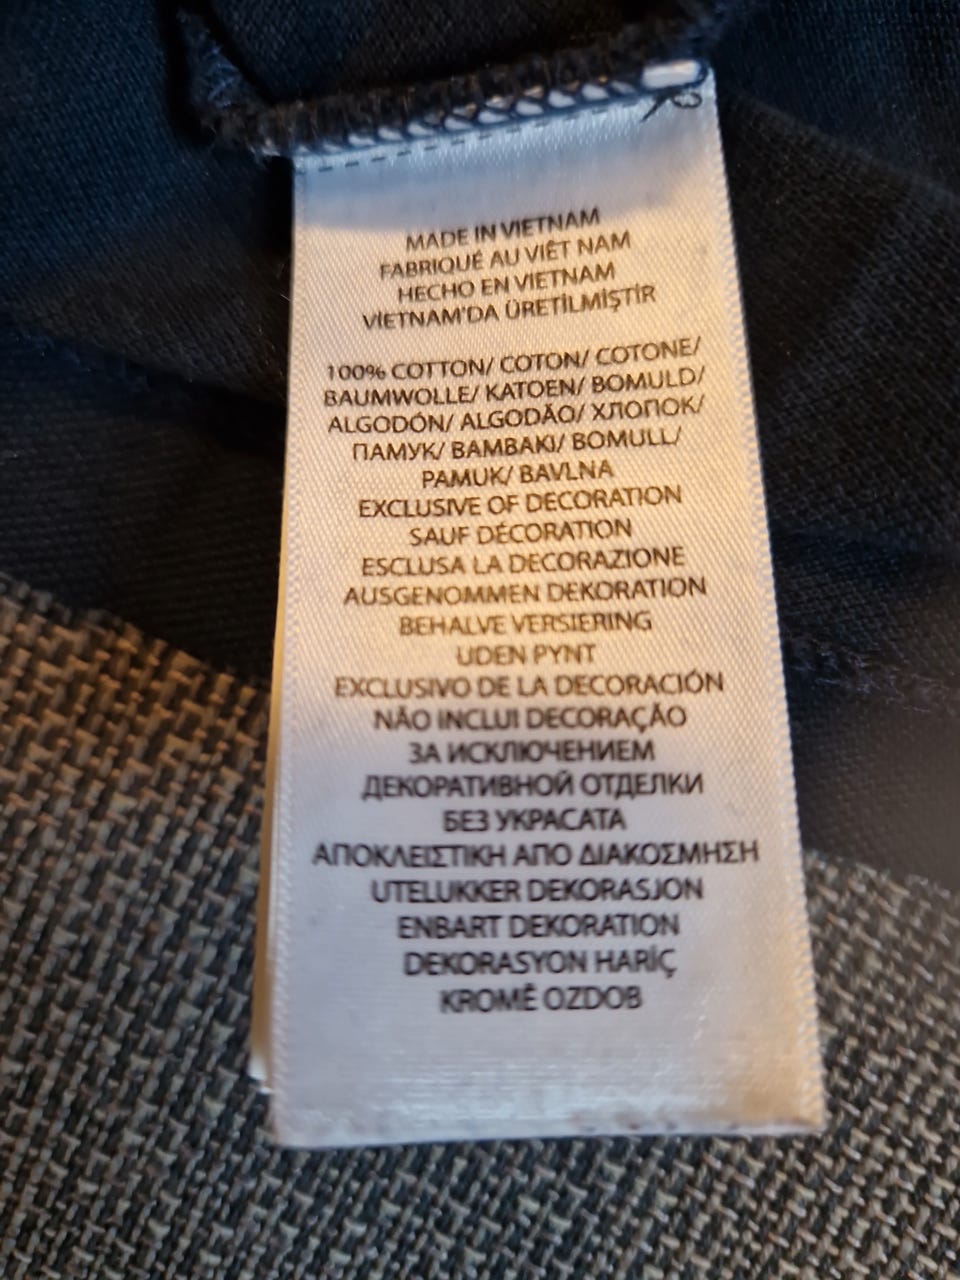 MADE IN VIETNAM
FABRIQUÉ AU VIÊT NAM
HECHO EN VIETNAM
VİETNAM'DA ÜRETİLMİŞTİR
100% COTTON/ COTON/ COTONE/
BAUMWOLLE/ KATOEN/ BOMULD/
ALGODÓN/ ALGODÃO/ ХЛОПОК/
ПАМУК/ BAMBAKI/ BOMULL/
PAMUK/ BAVLNA
EXCLUSIVE OF DECORATION
SAUF DÉCORATION
ESCLUSA LA DECORAZIONE
AUSGENOMMEN DEKORATION
BEHALVE VERSIERING
UDEN PYNT
EXCLUSIVO DE LA DECORACIÓN
NÃO INCLUI DECORAÇÃO
ЗА ИСКЛЮЧЕНИЕМ
ДЕКОРАТИВНОЙ ОТДЕЛКИ
БЕЗ УКРАСАТА
ΑΠΟΚΛΕΙΣΤΙΚΗ ΑΠΟ ΔΙΑΚΟΣΜΗΣΗ
UTELUKKER DEKORASJON
ENBART DEKORATION
DEKORASYON HARİÇ
KROMĚ OZDOB